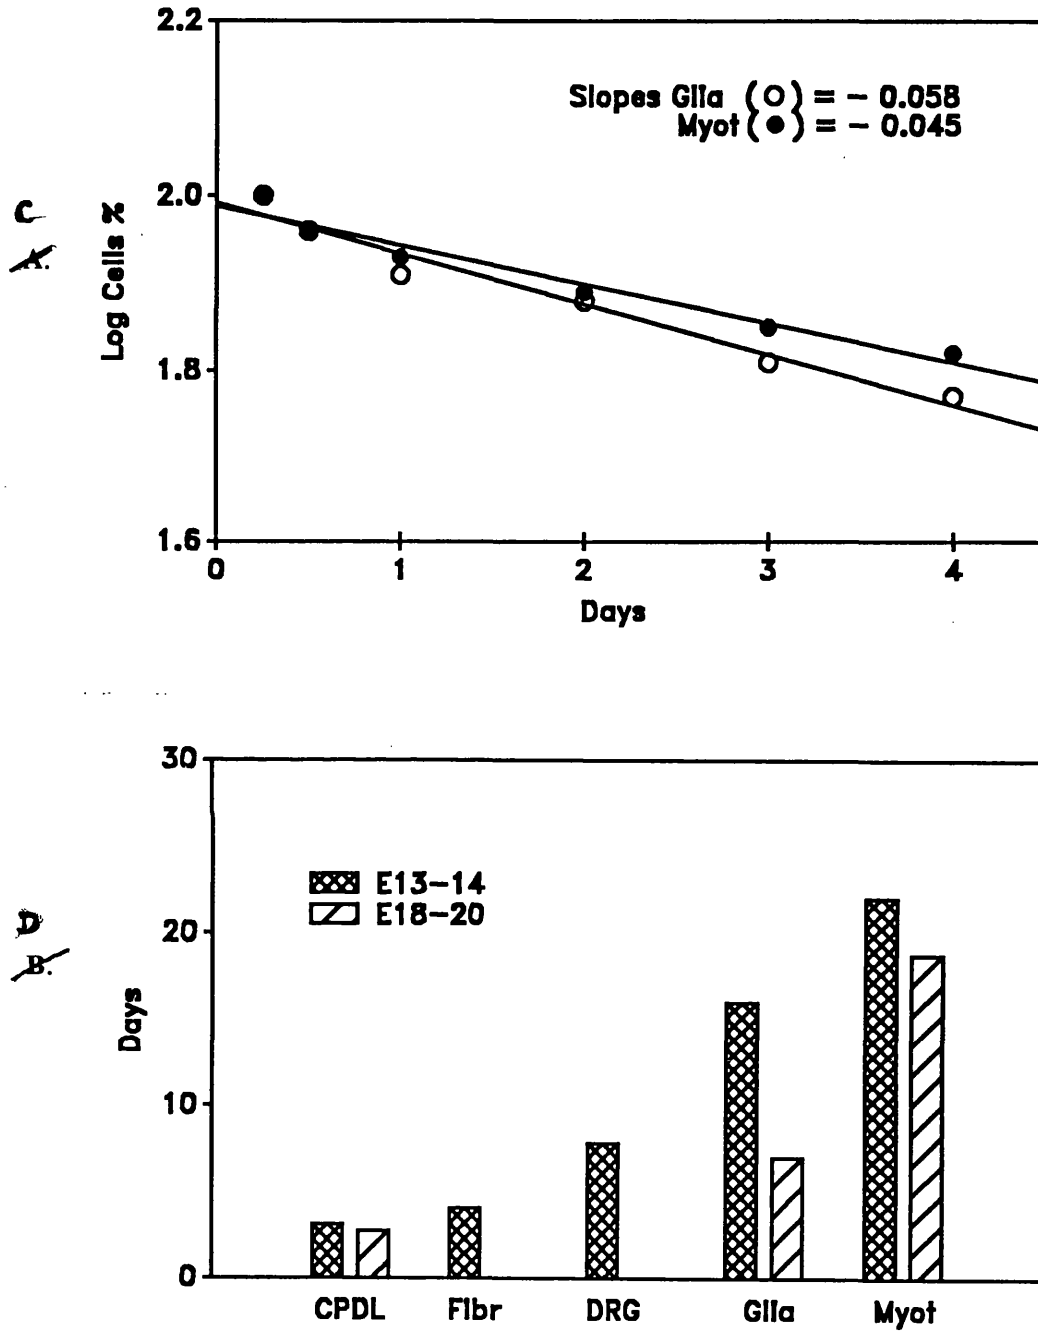 2.2
Slopes Glia (○) = - 0.058
Myot (●) = - 0.045
2.0
C
A.
Log Cells %
1.8
1.6
0 1 2 3 4
Days
30
E13-14
E18-20
D
B.
20
Days
10
0
CPDL Fibr DRG Glia Myot